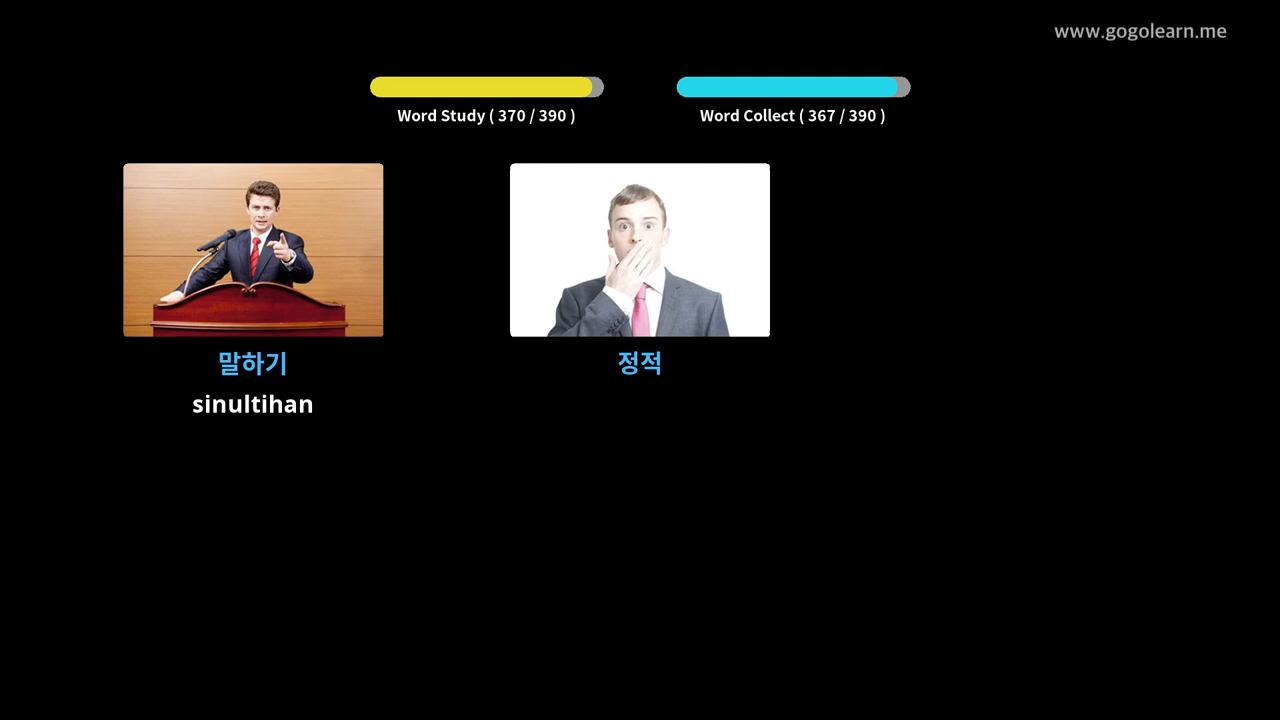 www.gogolearn.me
Word Study ( 370 / 390 )
Word Collect ( 367 / 390 )
말하기
정적
sinultihan